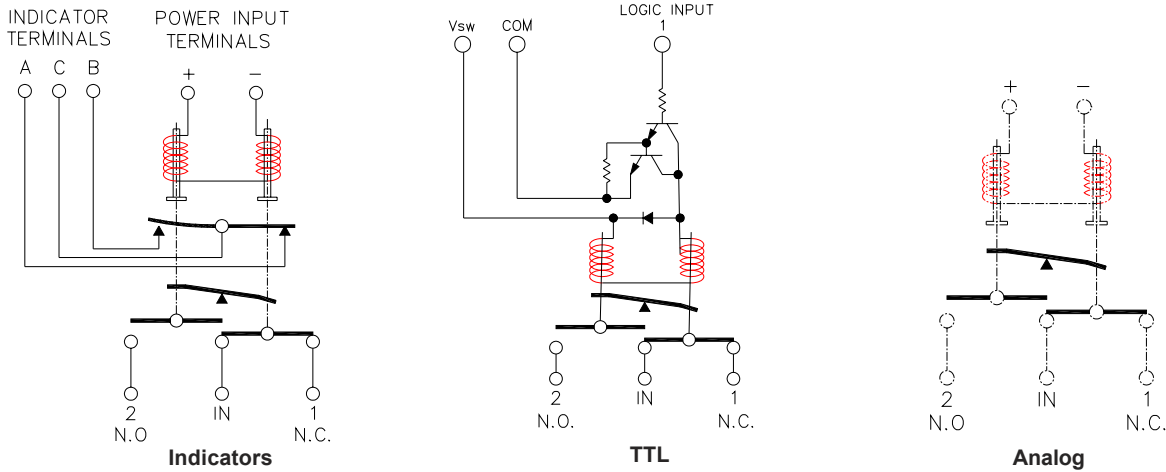 INDICATOR
TERMINALS
A C B
POWER INPUT
TERMINALS
+ −
2
N.O
IN
1
N.C.
Indicators
Vsw COM
LOGIC INPUT
1
2
N.O.
IN
1
N.C.
TTL
+ −
2
N.O
IN
1
N.C.
Analog